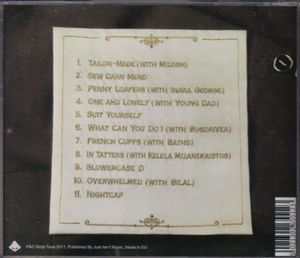 1. Tailor-Made (with Milosh)
2. Sew Darn Mend
3. Penny Loafers (with Inara George)
4. One and Lonely (with Young Dad)
5. Suit Yourself
6. What Can You Do? (with Busdriver)
7. French Cuffs (with Baths)
8. In Tatters (with Kelela Mizanekristos)
9. Slowercase D
10. Overwhelmed (with Bilal)
11. Nightcap
P&C Ninja Tune 2011, Published By Just Isn't Music, Made in EU